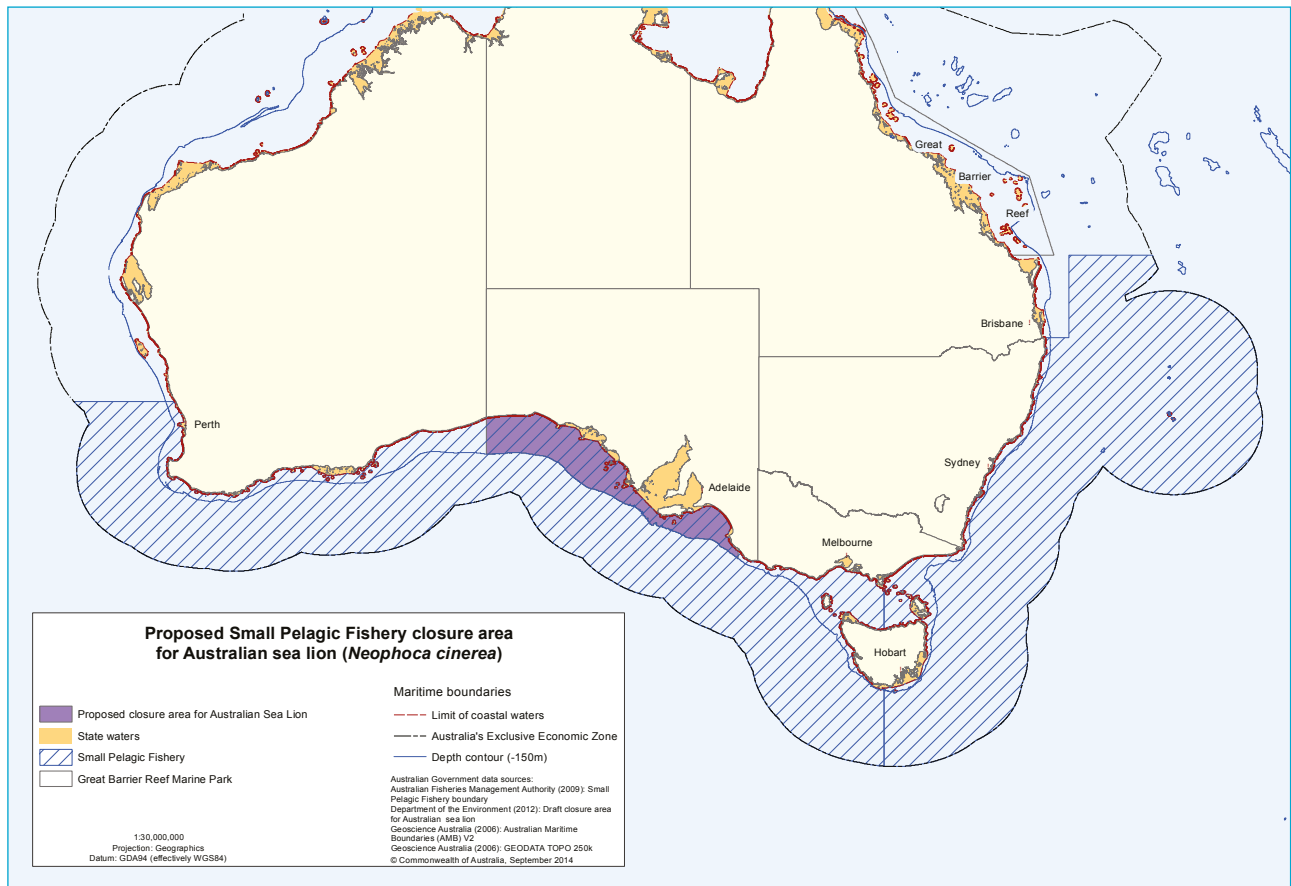 Great
Barrier
Reef
Brisbane
Perth
Sydney
Adelaide
Melbourne
Hobart
Proposed Small Pelagic Fishery closure area
for Australian sea lion (Neophoca cinerea)
Proposed closure area for Australian Sea Lion
State waters
Small Pelagic Fishery
Great Barrier Reef Marine Park
1:30,000,000
Projection: Geographics
Datum: GDA94 (effectively WGS84)
Maritime boundaries
Limit of coastal waters
Australia's Exclusive Economic Zone
Depth contour (-150m)
Australian Government data sources:
Australian Fisheries Management Authority (2009): Small
Pelagic Fishery boundary
Department of the Environment (2012): Draft closure area
for Australian sea lion
Geoscience Australia (2006): Australian Maritime
Boundaries (AMB) V2
Geoscience Australia (2006): GEODATA TOPO 250k
© Commonwealth of Australia, September 2014